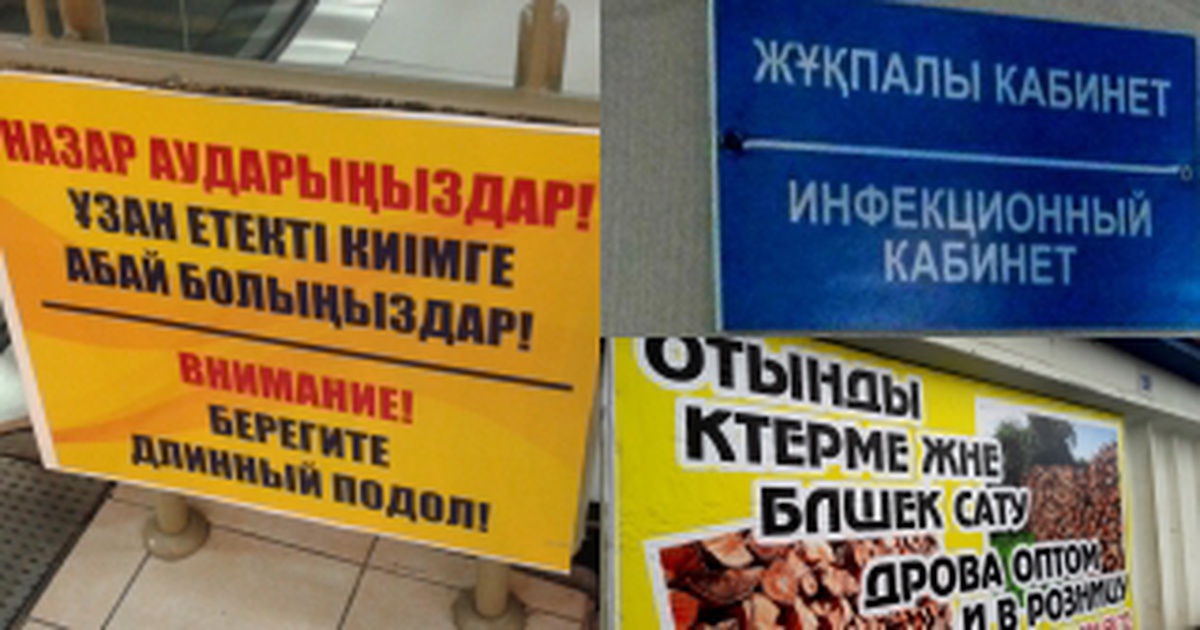 НАЗАР АУДАРЫҢЫЗДАР!
ҰЗАН ЕТЕКТІ КИІМГЕ
АБАЙ БОЛЫҢЫЗДАР!
ВНИМАНИЕ!
БЕРЕГИТЕ
ДЛИННЫЙ ПОДОЛ!
ЖҰҚПАЛЫ КАБИНЕТ
ИНФЕКЦИОННЫЙ
КАБИНЕТ
ОТЫНДЫ
КТЕРМЕ ЖНЕ
БЛШЕК САТУ
ДРОВА ОПТОМ
И В РОЗНИЦУ